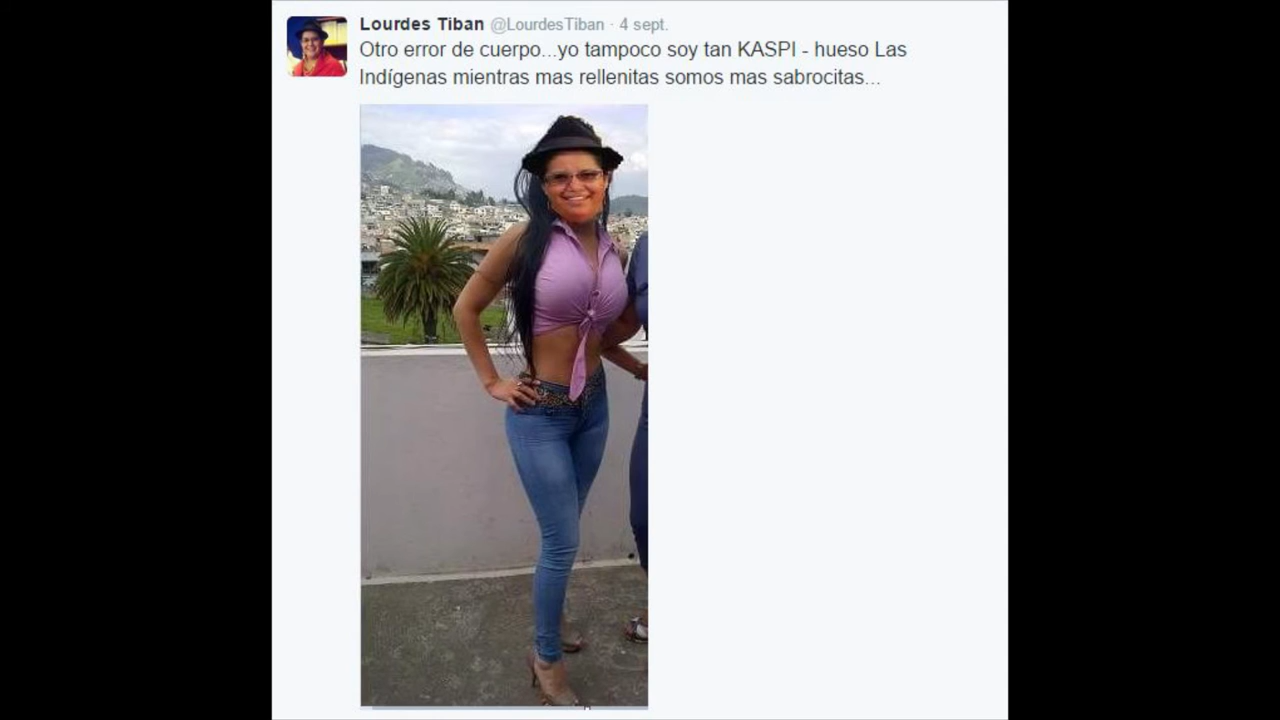 Lourdes Tiban @LourdesTiban · 4 sept.
Otro error de cuerpo...yo tampoco soy tan KASPI - hueso Las
Indígenas mientras mas rellenitas somos mas sabrocitas...